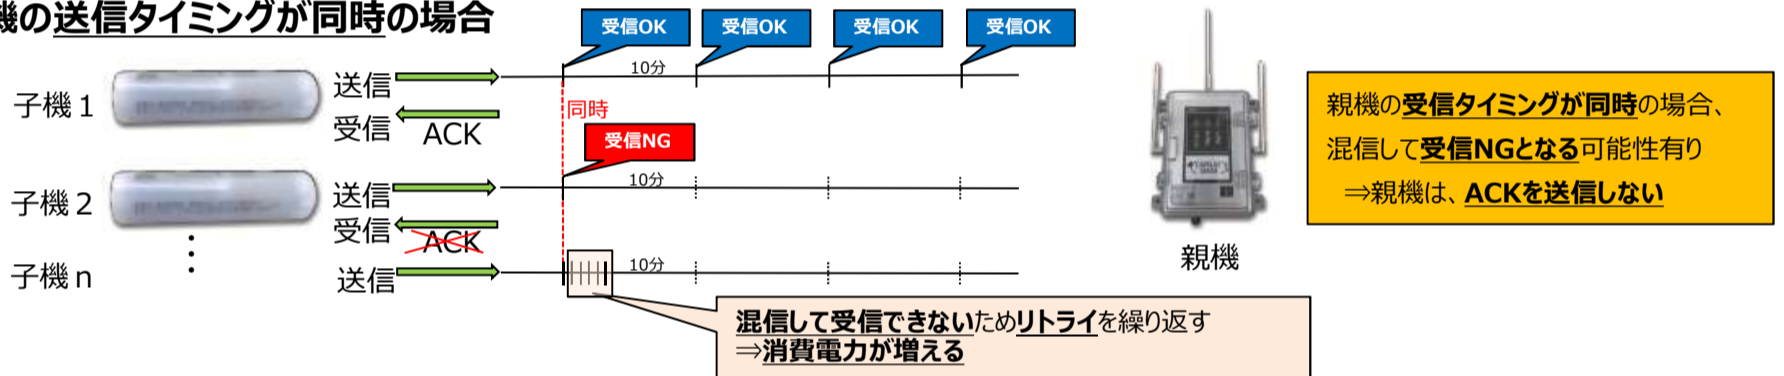 機の送信タイミングが同時の場合
受信OK 受信OK 受信OK 受信OK
子機1
送信
10分
受信
ACK
同時
受信NG
子機2
送信
10分
受信
ACK
子機n
送信
10分
親機
親機の受信タイミングが同時の場合、
混信して受信NGとなる可能性有り
⇒親機は、ACKを送信しない
混信して受信できないためリトライを繰り返す
⇒消費電力が増える